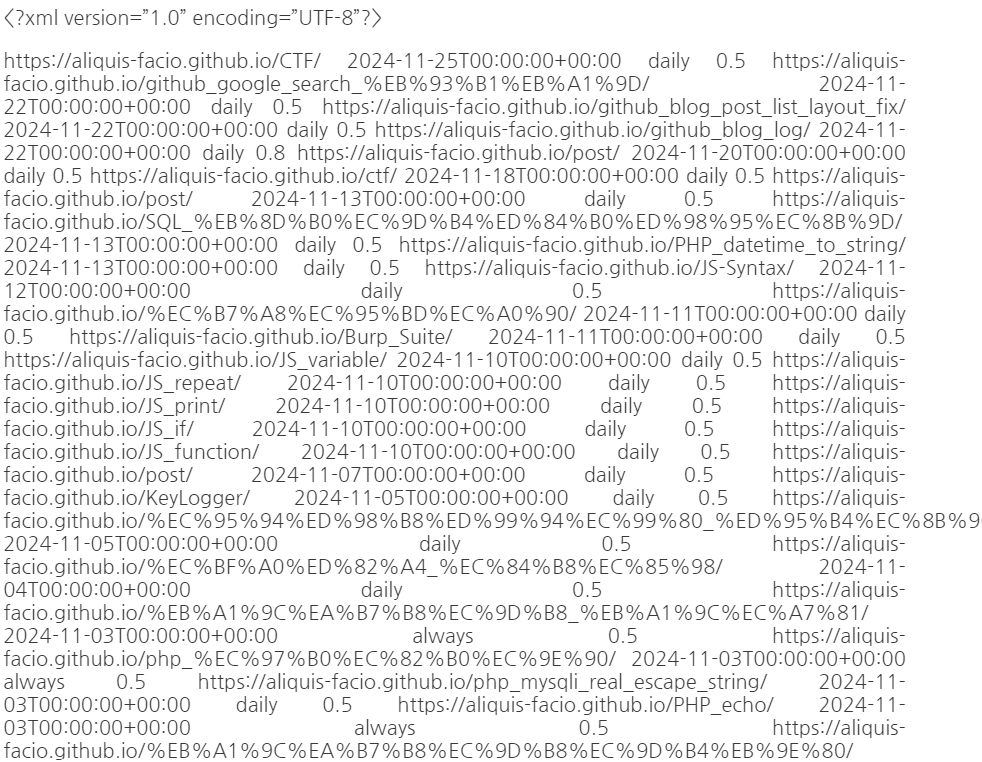 <?xml version=”1.0” encoding=”UTF-8”?>
https://aliquis-facio.github.io/CTF/ 2024-11-25T00:00:00+00:00 daily 0.5 https://aliquis-
facio.github.io/github_google_search_%EB%93%B1%EB%A1%9D/ 2024-11-
22T00:00:00+00:00 daily 0.5 https://aliquis-facio.github.io/github_blog_post_list_layout_fix/
2024-11-22T00:00:00+00:00 daily 0.5 https://aliquis-facio.github.io/github_blog_log/ 2024-11-
22T00:00:00+00:00 daily 0.8 https://aliquis-facio.github.io/post/ 2024-11-20T00:00:00+00:00
daily 0.5 https://aliquis-facio.github.io/ctf/ 2024-11-18T00:00:00+00:00 daily 0.5 https://aliquis-
facio.github.io/post/ 2024-11-13T00:00:00+00:00 daily 0.5 https://aliquis-
facio.github.io/SQL_%EB%8D%B0%EC%9D%B4%ED%84%B0%ED%98%95%EC%8B%9D/
2024-11-13T00:00:00+00:00 daily 0.5 https://aliquis-facio.github.io/PHP_datetime_to_string/
2024-11-13T00:00:00+00:00 daily 0.5 https://aliquis-facio.github.io/JS-Syntax/ 2024-11-
12T00:00:00+00:00 daily 0.5 https://aliquis-
facio.github.io/%EC%B7%A8%EC%95%BD%EC%A0%90/ 2024-11-11T00:00:00+00:00 daily
0.5 https://aliquis-facio.github.io/Burp_Suite/ 2024-11-11T00:00:00+00:00 daily 0.5
https://aliquis-facio.github.io/JS_variable/ 2024-11-10T00:00:00+00:00 daily 0.5 https://aliquis-
facio.github.io/JS_repeat/ 2024-11-10T00:00:00+00:00 daily 0.5 https://aliquis-
facio.github.io/JS_print/ 2024-11-10T00:00:00+00:00 daily 0.5 https://aliquis-
facio.github.io/JS_if/ 2024-11-10T00:00:00+00:00 daily 0.5 https://aliquis-
facio.github.io/JS_function/ 2024-11-10T00:00:00+00:00 daily 0.5 https://aliquis-
facio.github.io/post/ 2024-11-07T00:00:00+00:00 daily 0.5 https://aliquis-
facio.github.io/KeyLogger/ 2024-11-05T00:00:00+00:00 daily 0.5 https://aliquis-
facio.github.io/%EC%95%94%ED%98%B8%ED%99%94%EC%99%80_%ED%95%B4%EC%8B%9
2024-11-05T00:00:00+00:00 daily 0.5 https://aliquis-
facio.github.io/%EC%BF%A0%ED%82%A4_%EC%84%B8%EC%85%98/ 2024-11-
04T00:00:00+00:00 daily 0.5 https://aliquis-
facio.github.io/%EB%A1%9C%EA%B7%B8%EC%9D%B8_%EB%A1%9C%EC%A7%81/
2024-11-03T00:00:00+00:00 always 0.5 https://aliquis-
facio.github.io/php_%EC%97%B0%EC%82%B0%EC%9E%90/ 2024-11-03T00:00:00+00:00
always 0.5 https://aliquis-facio.github.io/php_mysqli_real_escape_string/ 2024-11-
03T00:00:00+00:00 daily 0.5 https://aliquis-facio.github.io/PHP_echo/ 2024-11-
03T00:00:00+00:00 always 0.5 https://aliquis-
facio.github.io/%EB%A1%9C%EA%B7%B8%EC%9D%B8%EC%9D%B4%EB%9E%80/